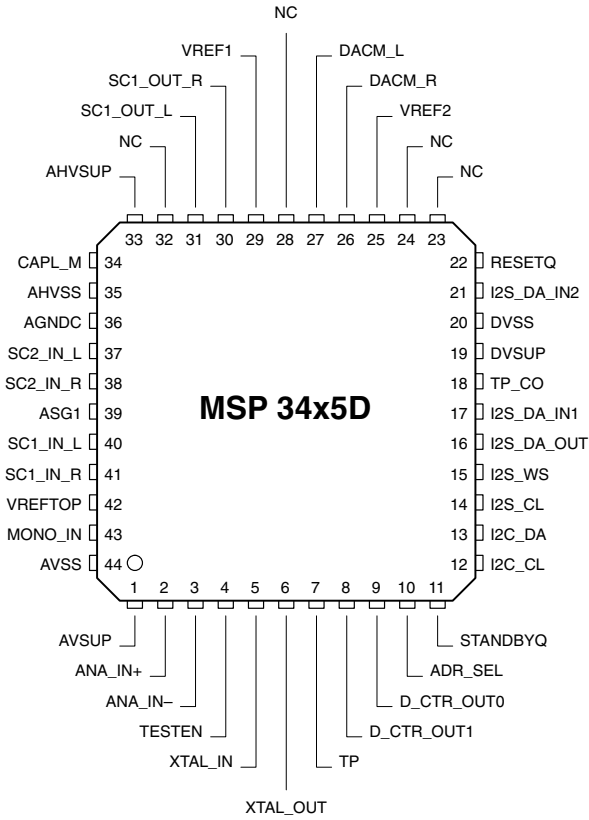 NC
VREF1
DACM_L
SC1_OUT_R
DACM_R
SC1_OUT_L
VREF2
NC
NC
AHVSUP
NC
33 32 31 30 29 28 27 26 25 24 23
CAPL_M 34
22 RESETQ
AHVSS 35
21 I2S_DA_IN2
AGNDC 36
20 DVSS
SC2_IN_L 37
19 DVSUP
SC2_IN_R 38
18 TP_CO
MSP 34x5D
ASG1 39
17 I2S_DA_IN1
SC1_IN_L 40
16 I2S_DA_OUT
SC1_IN_R 41
15 I2S_WS
VREFTOP 42
14 I2S_CL
MONO_IN 43
13 I2C_DA
AVSS 44
12 I2C_CL
1 2 3 4 5 6 7 8 9 10 11
AVSUP
STANDBYQ
ANA_IN+
ADR_SEL
ANA_IN−
D_CTR_OUT0
TESTEN
D_CTR_OUT1
XTAL_IN
TP
XTAL_OUT